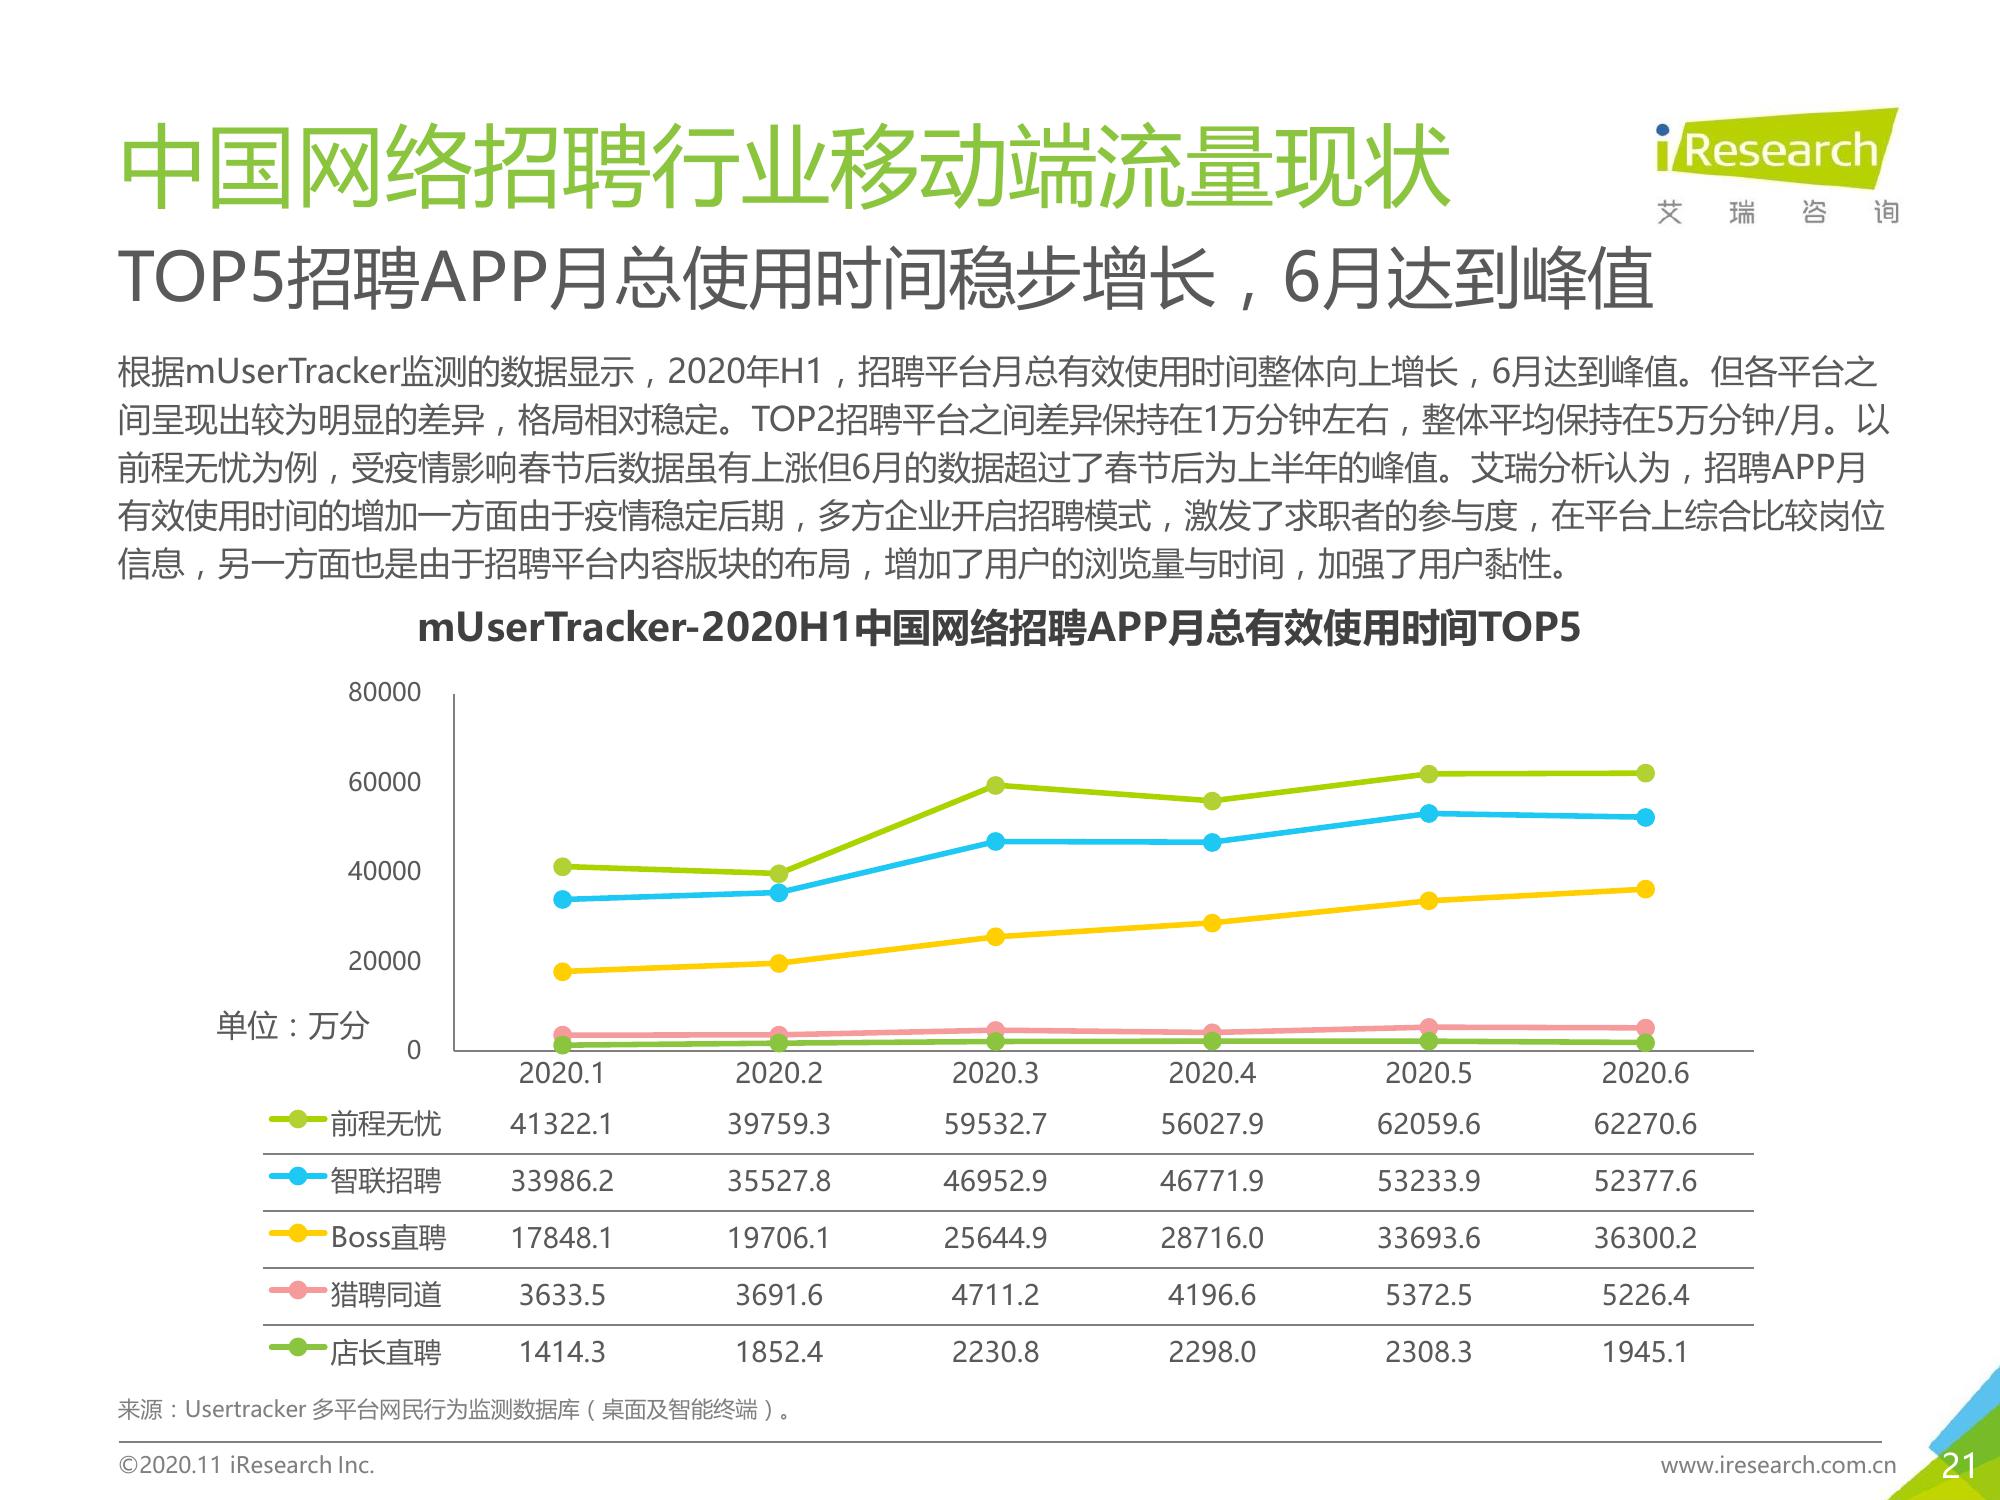 中国网络招聘行业移动端流量现状
iResearch
艾瑞咨询
TOP5招聘APP月总使用时间稳步增长，6月达到峰值
根据mUserTracker监测的数据显示，2020年H1，招聘平台月总有效使用时间整体向上增长，6月达到峰值。但各平台之
间呈现出较为明显的差异，格局相对稳定。TOP2招聘平台之间差异保持在1万分钟左右，整体平均保持在5万分钟/月。以
前程无忧为例，受疫情影响春节后数据虽有上涨但6月的数据超过了春节后为上半年的峰值。艾瑞分析认为，招聘APP月
有效使用时间的增加一方面由于疫情稳定后期，多方企业开启招聘模式，激发了求职者的参与度，在平台上综合比较岗位
信息，另一方面也是由于招聘平台内容版块的布局，增加了用户的浏览量与时间，加强了用户黏性。
mUserTracker-2020H1中国网络招聘APP月总有效使用时间TOP5
80000
60000
40000
20000
单位：万分
0
2020.1 2020.2 2020.3 2020.4 2020.5 2020.6
前程无忧 41322.1 39759.3 59532.7 56027.9 62059.6 62270.6
智联招聘 33986.2 35527.8 46952.9 46771.9 53233.9 52377.6
Boss直聘 17848.1 19706.1 25644.9 28716.0 33693.6 36300.2
猎聘同道 3633.5 3691.6 4711.2 4196.6 5372.5 5226.4
店长直聘 1414.3 1852.4 2230.8 2298.0 2308.3 1945.1
来源：Usertracker 多平台网民行为监测数据库（桌面及智能终端）。
©2020.11 iResearch Inc.
www.iresearch.com.cn
21